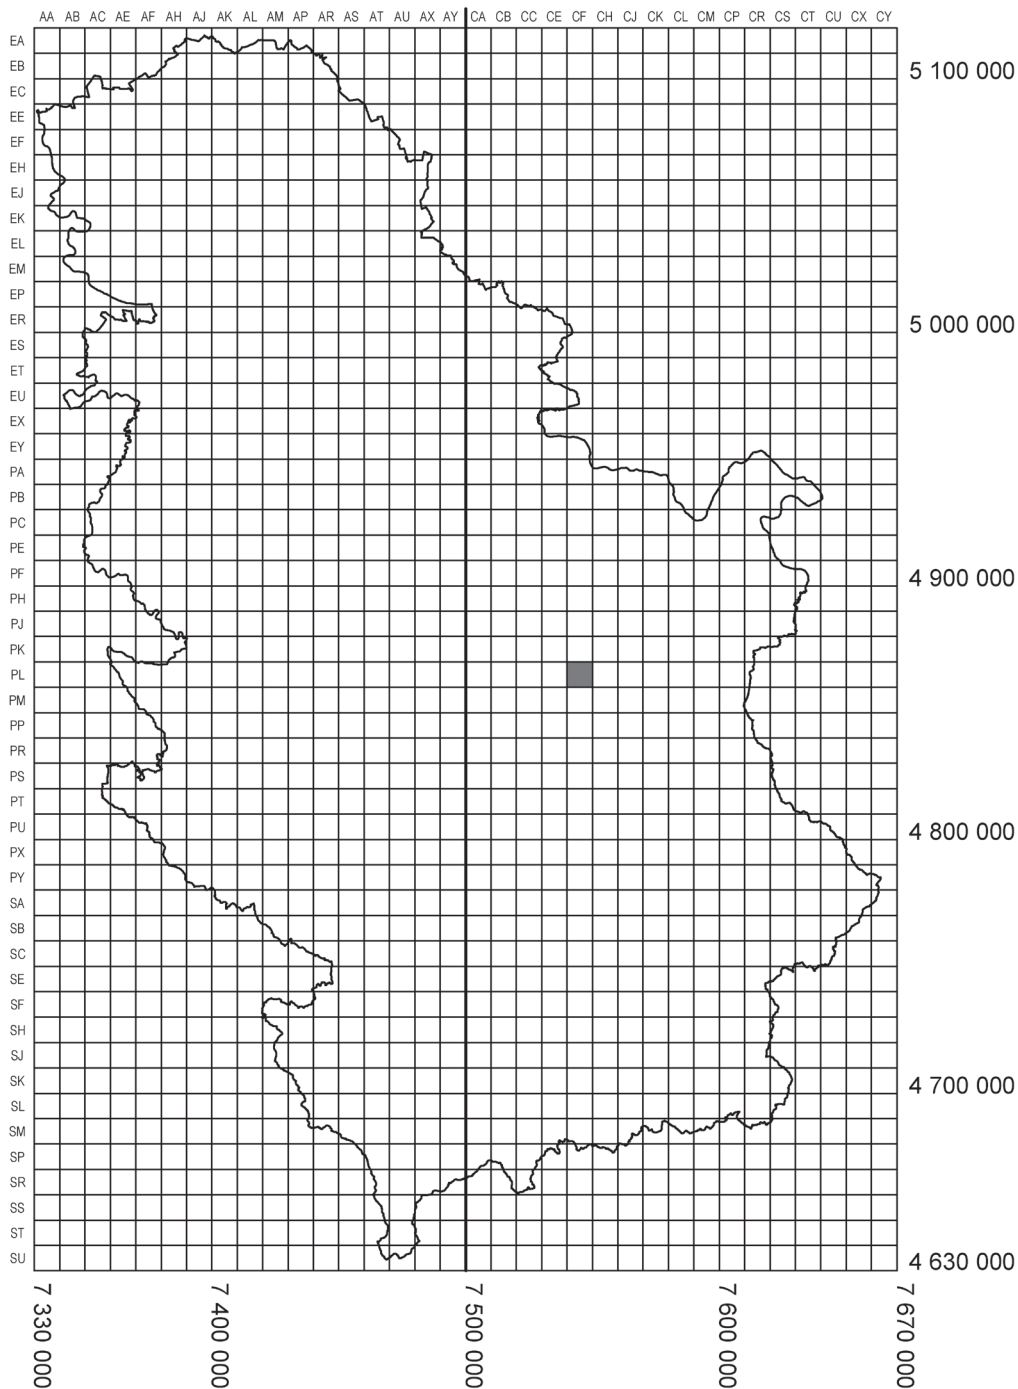 AA AB AC AE AF AH AJ AK AL AM AP AR AS AT AU AX AY CA CB CC CE CF CH CJ CK CL CM CP CR CS CT CU CX CY
EA
EB
5 100 000
EC
EE
EF
EH
EJ
EK
EL
EM
EP
ER
5 000 000
ES
ET
EU
EX
EY
PA
PB
PC
PE
PF
4 900 000
PH
PJ
PK
PL
PM
PP
PR
PS
PT
PU
4 800 000
PX
PY
SA
SB
SC
SE
SF
SH
SJ
SK
4 700 000
SL
SM
SP
SR
SS
ST
SU
4 630 000
7 330 000
7 400 000
7 500 000
7 600 000
7 670 000